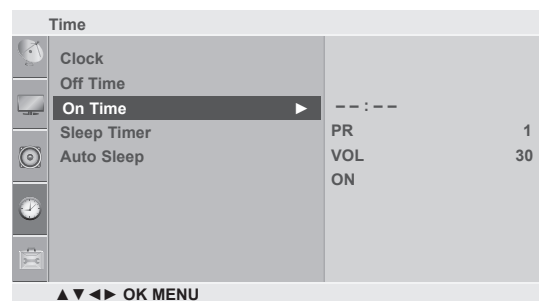 Time
Clock
Off Time
On Time ►
Sleep Timer
Auto Sleep
--:--
PR 1
VOL 30
ON
▲▼◄► OK MENU